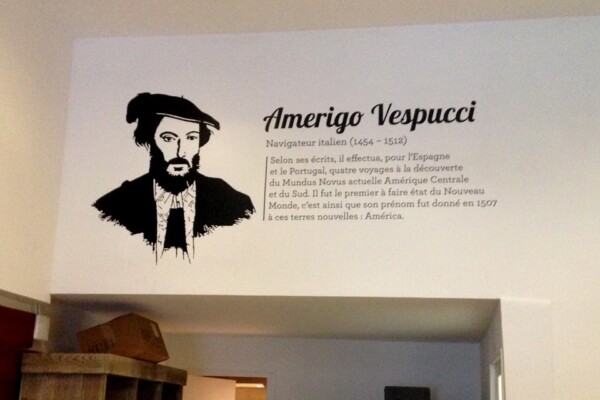 Amerigo Vespucci
Navigateur italien (1454 – 1512)
Selon ses écrits, il effectua, pour l'Espagne
et le Portugal, quatre voyages à la découverte
du Mundus Novus actuelle Amérique Centrale
et du Sud. Il fut le premier à faire état du Nouveau
Monde, c'est ainsi que son prénom fut donné en 1507
à ces terres nouvelles : América.